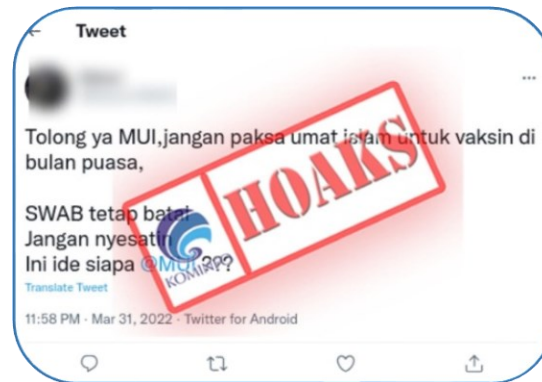 Tweet
Tolong ya MUI,jangan paksa umat islam untuk vaksin di
bulan puasa,
SWAB tetap batal
Jangan nyesatin
Ini ide siapa @MUI ???
Translate Tweet
11:58 PM · Mar 31, 2022 · Twitter for Android
KOMINFO
HOAKS